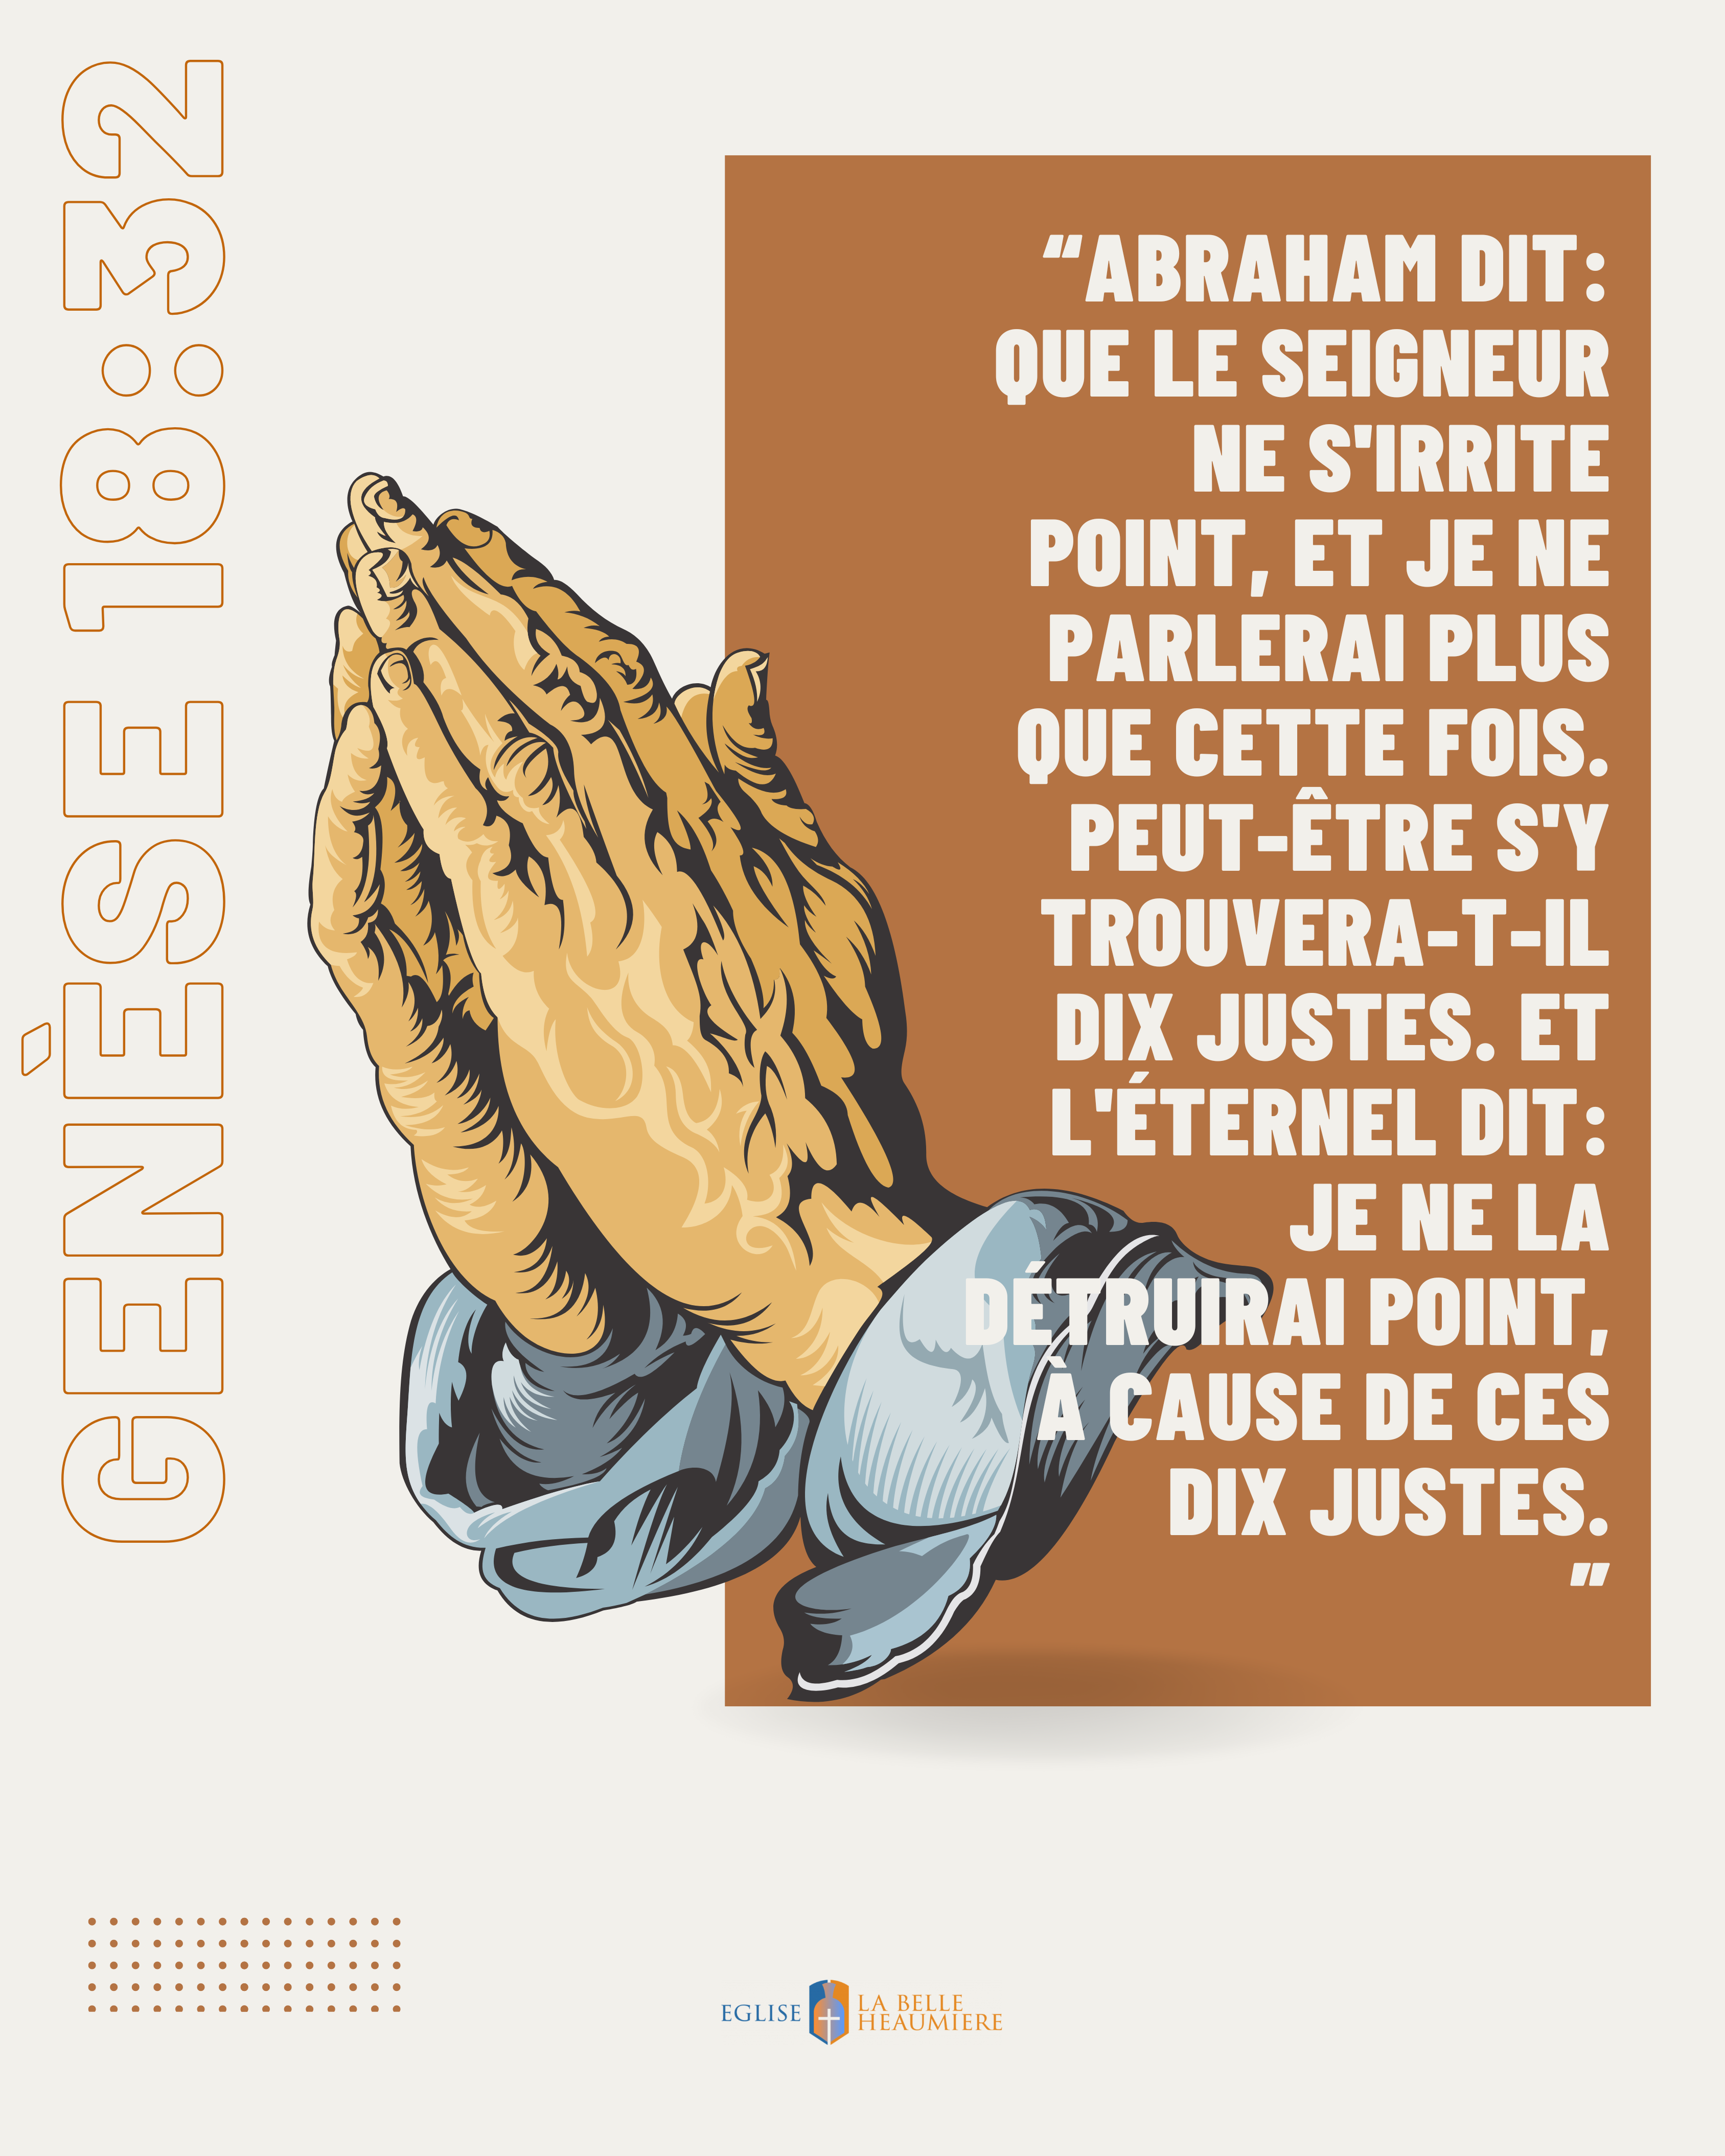 GENÈSE 18:32
“ABRAHAM DIT:
QUE LE SEIGNEUR
NE S'IRRITE
POINT, ET JE NE
PARLERAI PLUS
QUE CETTE FOIS.
PEUT-ÊTRE S'Y
TROUVERA-T-IL
DIX JUSTES. ET
L'ÉTERNEL DIT:
JE NE LA
DÉTRUIRAI POINT,
À CAUSE DE CES
DIX JUSTES.
”
EGLISE LA BELLE
HEAUMIERE